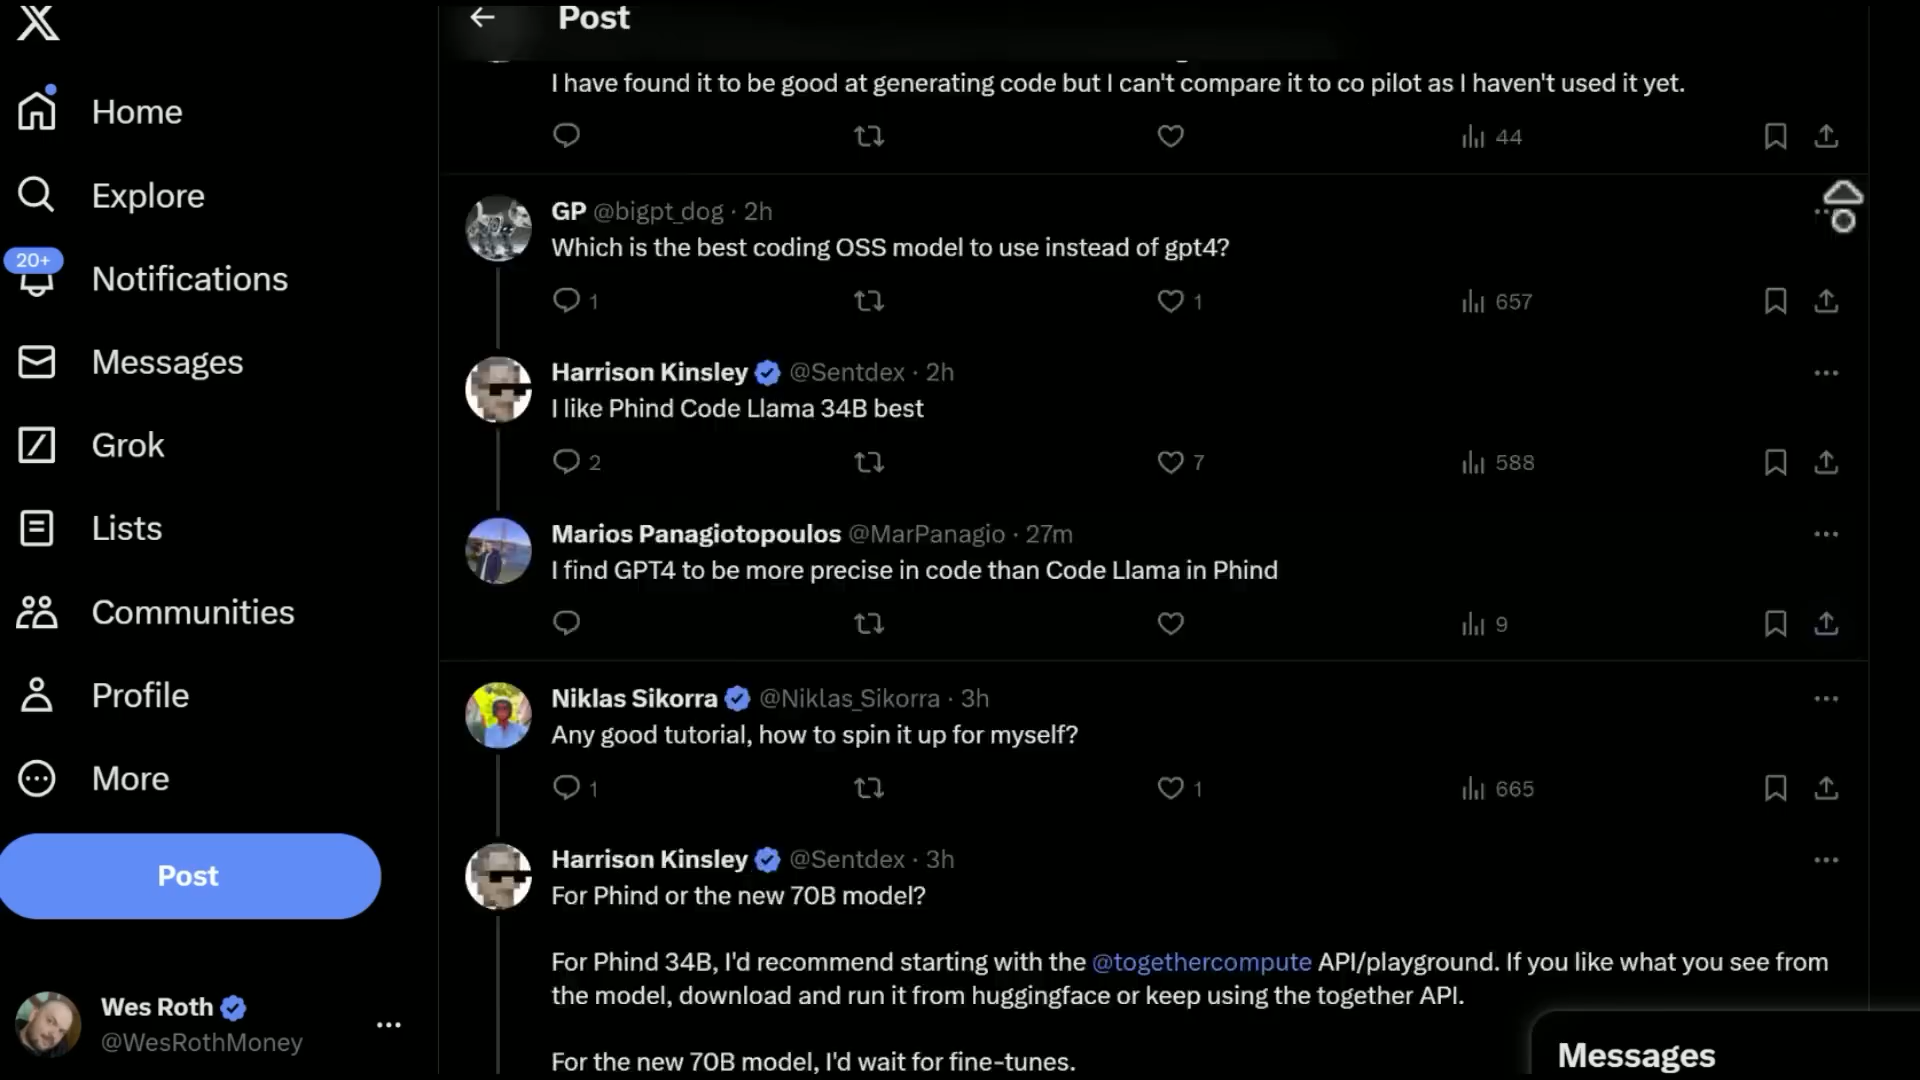 Post
I have found it to be good at generating code but I can't compare it to co pilot as I haven't used it yet.
44
Home
Explore
20+
Notifications
Messages
Grok
Lists
Communities
Profile
More
Post
Wes Roth
@WesRothMoney
GP @bigpt_dog · 2h
Which is the best coding OSS model to use instead of gpt4?
1 1 657
Harrison Kinsley @Sentdex · 2h
I like Phind Code Llama 34B best
2 7 588
Marios Panagiotopoulos @MarPanagio · 27m
I find GPT4 to be more precise in code than Code Llama in Phind
9
Niklas Sikorra @Niklas_Sikorra · 3h
Any good tutorial, how to spin it up for myself?
1 1 665
Harrison Kinsley @Sentdex · 3h
For Phind or the new 70B model?
For Phind 34B, I'd recommend starting with the @togethercompute API/playground. If you like what you see from
the model, download and run it from huggingface or keep using the together API.
For the new 70B model, I'd wait for fine-tunes.
Messages